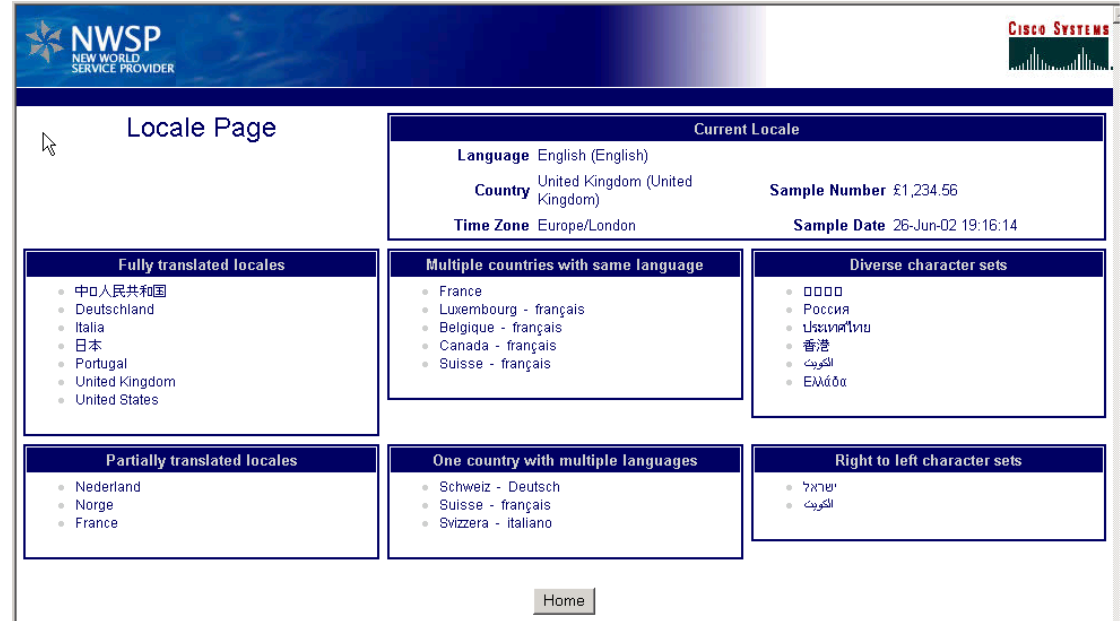 NWSP
NEW WORLD
SERVICE PROVIDER
CISCO SYSTEMS
Locale Page
Current Locale
Language English (English)
Country United Kingdom (United Kingdom)
Sample Number £1,234.56
Time Zone Europe/London
Sample Date 26-Jun-02 19:16:14
Fully translated locales
中□人民共和国
Deutschland
Italia
日本
Portugal
United Kingdom
United States
Multiple countries with same language
France
Luxembourg - français
Belgique - français
Canada - français
Suisse - français
Diverse character sets
□□□□
Россия
ประเทศไทย
香港
الكويت
Ελλάδα
Partially translated locales
Nederland
Norge
France
One country with multiple languages
Schweiz - Deutsch
Suisse - français
Svizzera - italiano
Right to left character sets
ישראל
الكويت
Home